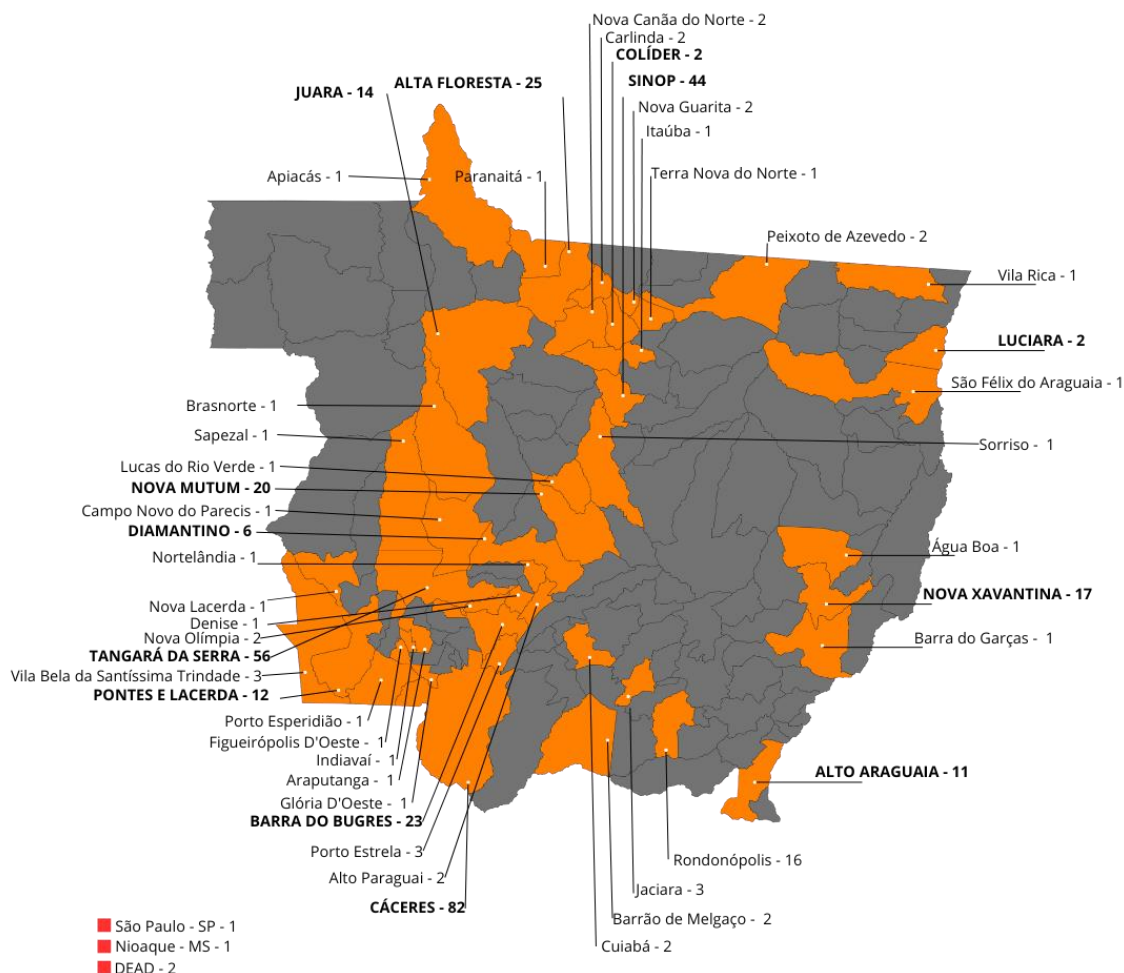 Nova Canãa do Norte - 2
Carlinda - 2
COLÍDER - 2
SINOP - 44
ALTA FLORESTA - 25
JUARA - 14
Nova Guarita - 2
Itaúba - 1
Apiacás - 1
Paranaitá - 1
Terra Nova do Norte - 1
Peixoto de Azevedo - 2
Vila Rica - 1
LUCIARA - 2
São Félix do Araguaia - 1
Brasnorte - 1
Sapezal - 1
Sorriso - 1
Lucas do Rio Verde - 1
NOVA MUTUM - 20
Campo Novo do Parecis - 1
DIAMANTINO - 6
Nortelândia - 1
Água Boa - 1
NOVA XAVANTINA - 17
Nova Lacerda - 1
Denise - 1
Nova Olímpia - 2
Barra do Garças - 1
TANGARÁ DA SERRA - 56
Vila Bela da Santíssima Trindade - 3
PONTES E LACERDA - 12
Porto Esperidião - 1
Figueirópolis D'Oeste - 1
Indiavaí - 1
Araputanga - 1
ALTO ARAGUAIA - 11
Glória D'Oeste - 1
BARRA DO BUGRES - 23
Porto Estrela - 3
Rondonópolis - 16
Alto Paraguai - 2
Jaciara - 3
CÁCERES - 82
Barrão de Melgaço - 2
Cuiabá - 2
São Paulo - SP - 1
Nioaque - MS - 1
DEAD - 2